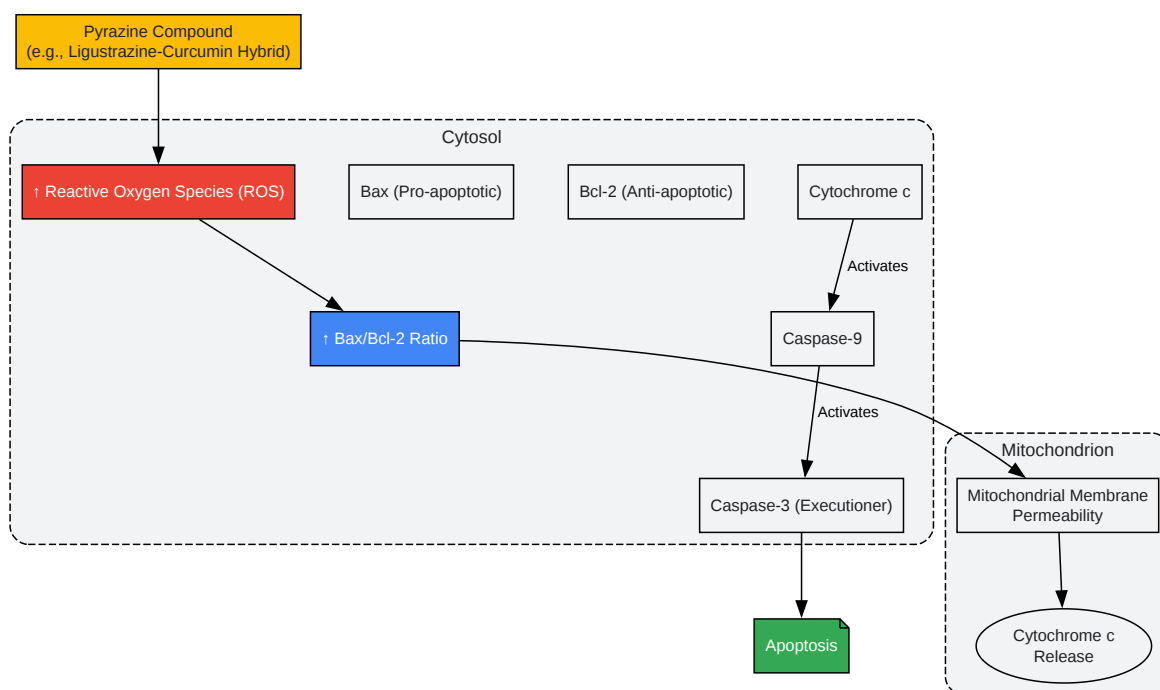 Pyrazine Compound
(e.g., Ligustrazine-Curcumin Hybrid)
Cytosol
↑ Reactive Oxygen Species (ROS)
Bax (Pro-apoptotic)
Bcl-2 (Anti-apoptotic)
Cytochrome c
Activates
↑ Bax/Bcl-2 Ratio
Caspase-9
Activates
Mitochondrion
Caspase-3 (Executioner)
Mitochondrial Membrane
Permeability
Apoptosis
Cytochrome c
Release